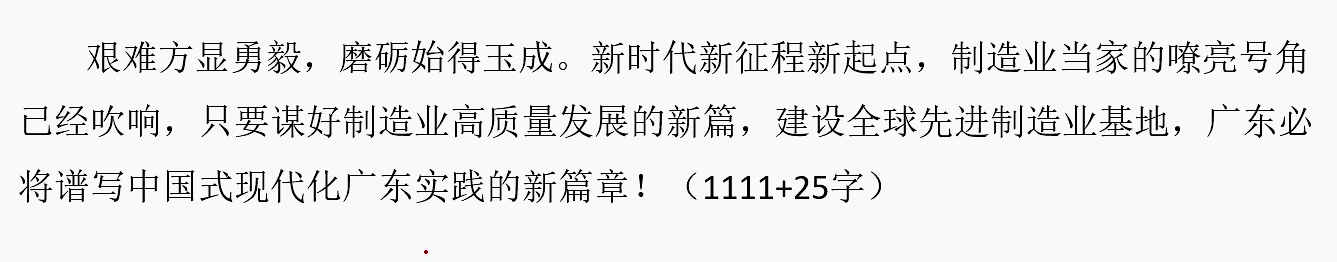 艰难方显勇毅，磨砺始得玉成。新时代新征程新起点，制造业当家的嘹亮号角
已经吹响，只要谋好制造业高质量发展的新篇，建设全球先进制造业基地，广东必
将谱写中国式现代化广东实践的新篇章！（1111+25字）